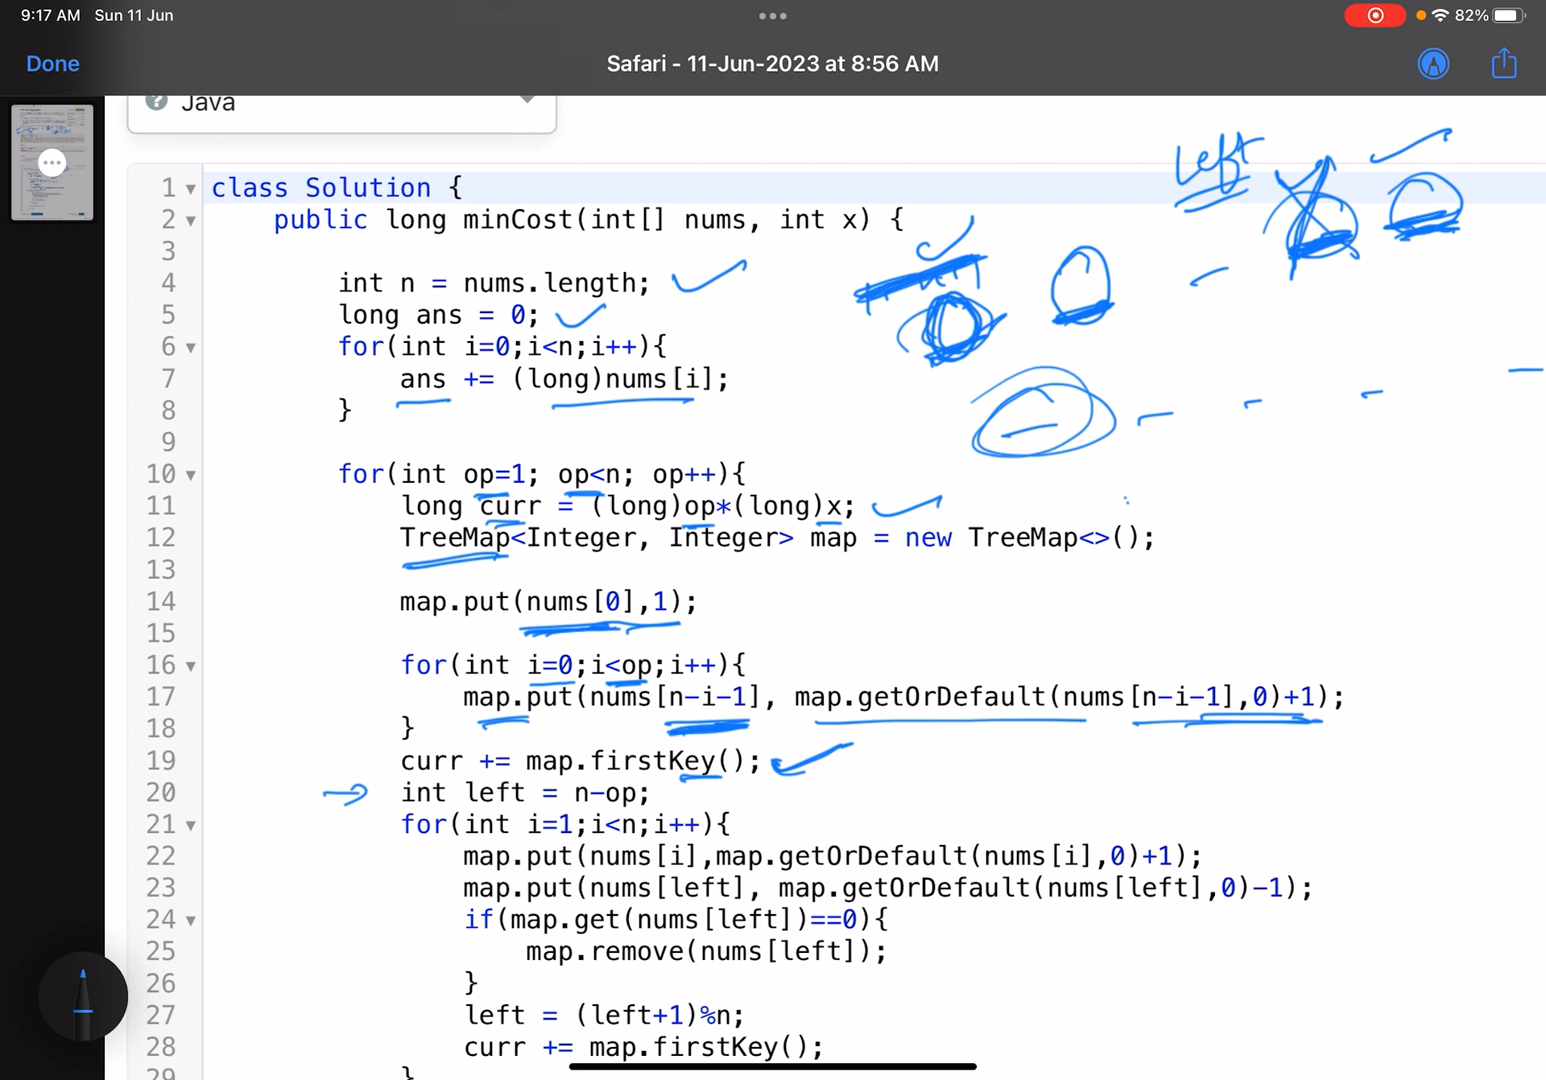 9:17 AM Sun 11 Jun
82%
Done
Safari - 11-Jun-2023 at 8:56 AM
Java
left
1 class Solution {
2 public long minCost(int[] nums, int x) {
3
4 int n = nums.length;
5 long ans = 0;
6 for(int i=0;i<n;i++){
7 ans += (long)nums[i];
8 }
9
10 for(int op=1; op<n; op++){
11 long curr = (long)op*(long)x;
12 TreeMap<Integer, Integer> map = new TreeMap<>();
13
14 map.put(nums[0],1);
15
16 for(int i=0;i<op;i++){
17 map.put(nums[n-i-1], map.getOrDefault(nums[n-i-1],0)+1);
18 }
19 curr += map.firstKey();
20 int left = n-op;
21 for(int i=1;i<n;i++){
22 map.put(nums[i],map.getOrDefault(nums[i],0)+1);
23 map.put(nums[left], map.getOrDefault(nums[left],0)-1);
24 if(map.get(nums[left])==0){
25 map.remove(nums[left]);
26 }
27 left = (left+1)%n;
28 curr += map.firstKey();
29 }